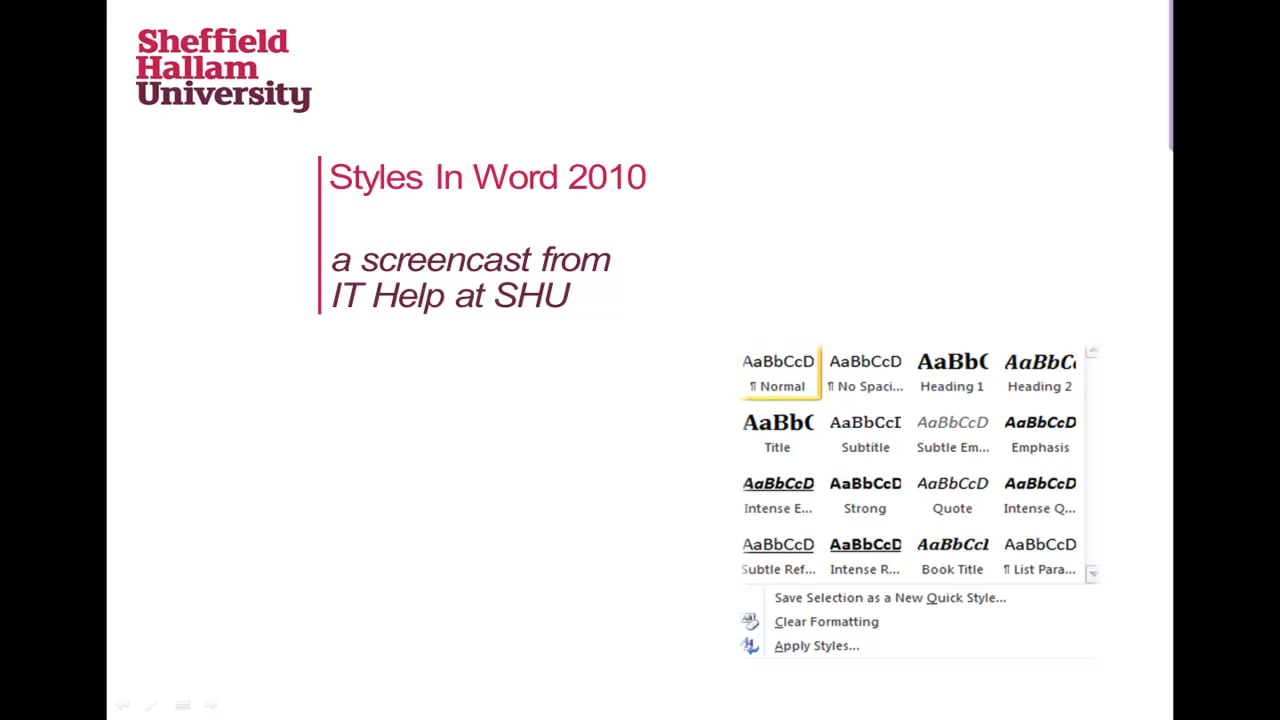 Sheffield
Hallam
University
Styles In Word 2010
a screencast from
IT Help at SHU
AaBbCcD AaBbCcD AaBb( AaBbC(
¶ Normal ¶ No Spaci... Heading 1 Heading 2
AaBb( AaBbCcD AaBbCcD AaBbCcD
Title Subtitle Subtle Em... Emphasis
AaBbCcD AaBbCcD AaBbCcD AaBbCcD
Intense E... Strong Quote Intense Q...
AaBbCcD AaBbCcD AaBbCcI AaBbCcD
Subtle Ref... Intense R... Book Title ¶ List Para...
Save Selection as a New Quick Style...
Clear Formatting
Apply Styles...